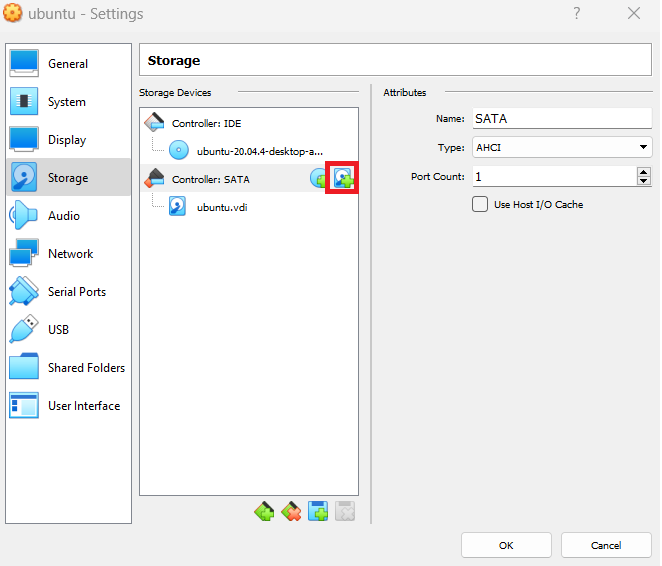 ubuntu - Settings
?
General
System
Display
Storage
Audio
Network
Serial Ports
USB
Shared Folders
User Interface
Storage
Storage Devices
Controller: IDE
ubuntu-20.04.4-desktop-a...
Controller: SATA
ubuntu.vdi
Attributes
Name: SATA
Type: AHCI
Port Count: 1
Use Host I/O Cache
OK
Cancel